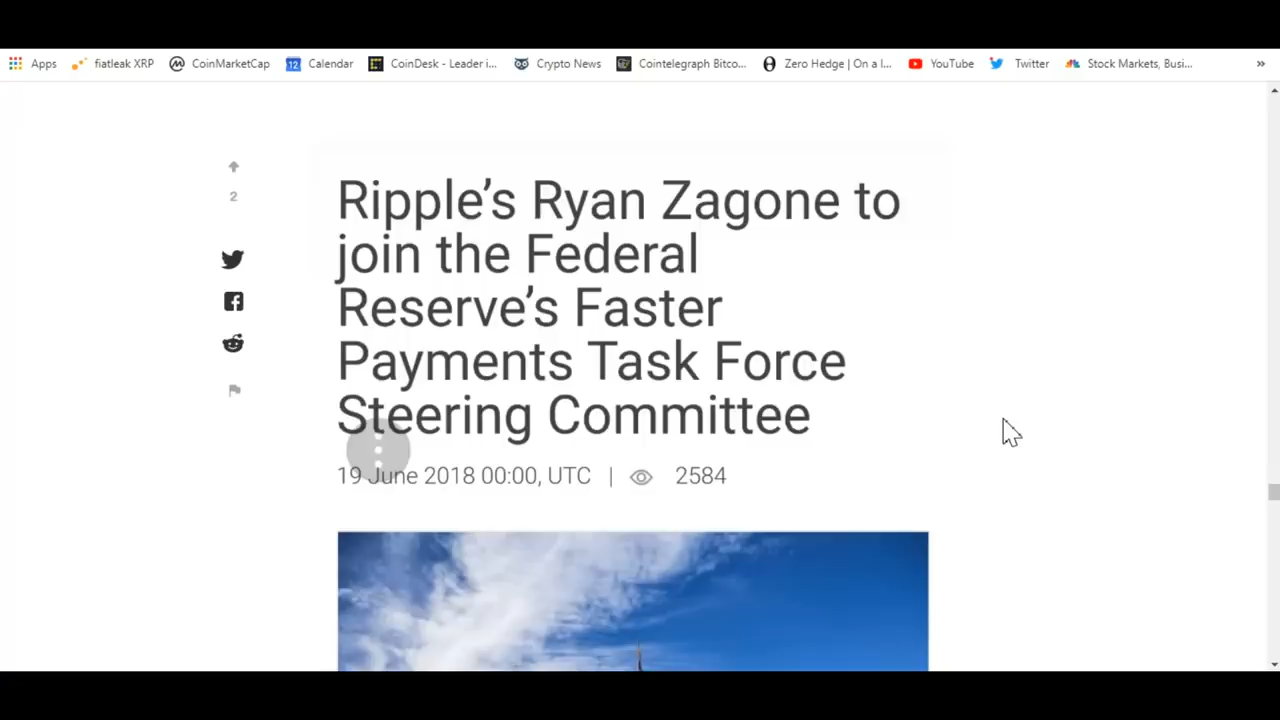 Apps fiatleak XRP CoinMarketCap 12 Calendar CoinDesk - Leader i... Crypto News Cointelegraph Bitco... Zero Hedge | On a l... YouTube Twitter Stock Markets, Busi... »
2
Ripple’s Ryan Zagone to
join the Federal
Reserve’s Faster
Payments Task Force
Steering Committee
19 June 2018 00:00, UTC | 2584